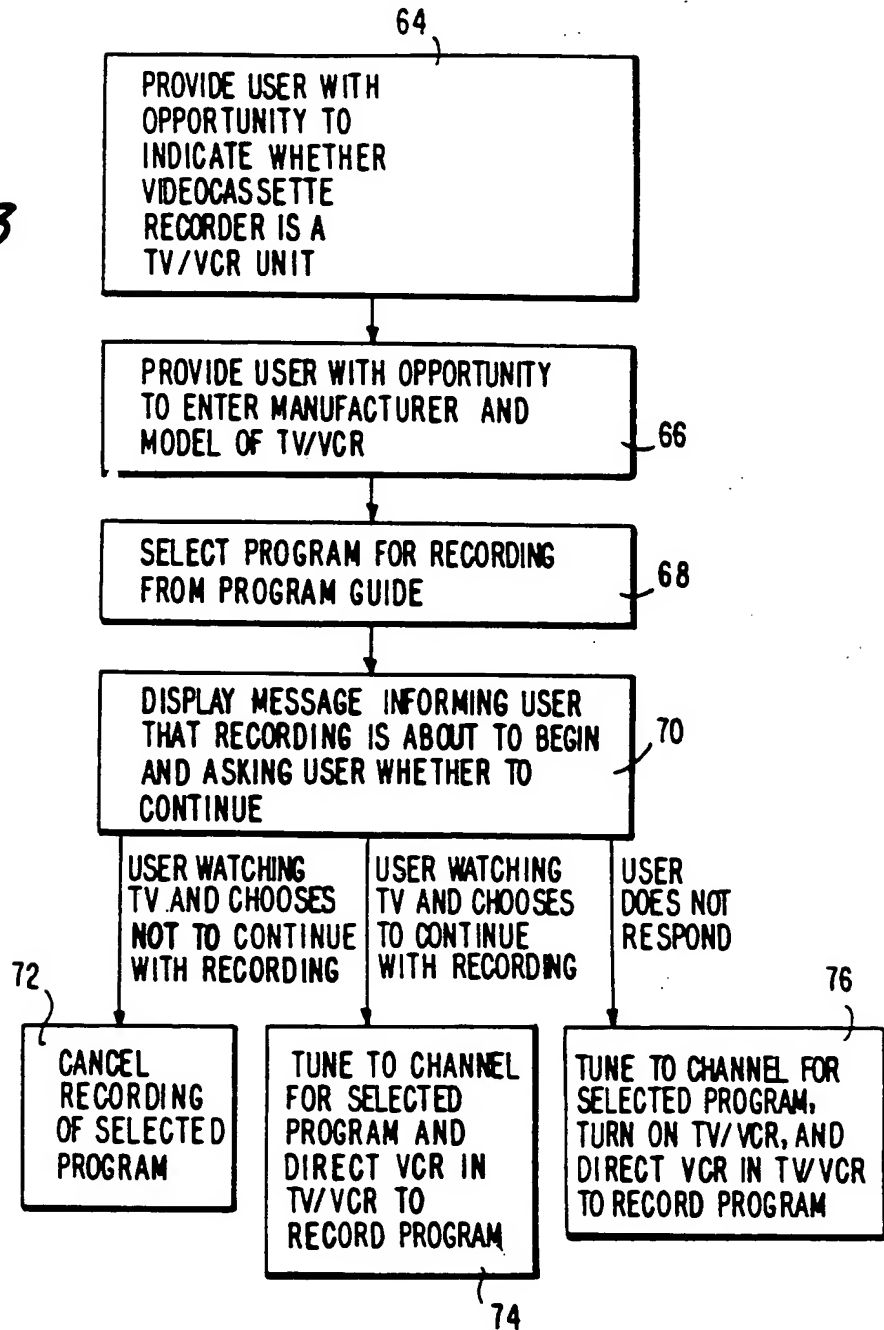 64
PROVIDE USER WITH
OPPORTUNITY TO
INDICATE WHETHER
VIDEOCASSETTE
RECORDER IS A
TV/VCR UNIT
3
PROVIDE USER WITH OPPORTUNITY
TO ENTER MANUFACTURER AND
MODEL OF TV/VCR
66
SELECT PROGRAM FOR RECORDING
FROM PROGRAM GUIDE
68
DISPLAY MESSAGE INFORMING USER
THAT RECORDING IS ABOUT TO BEGIN
AND ASKING USER WHETHER TO
CONTINUE
70
USER WATCHING
TV AND CHOOSES
NOT TO CONTINUE
WITH RECORDING
USER WATCHING
TV AND CHOOSES
TO CONTINUE
WITH RECORDING
USER
DOES NOT
RESPOND
72
CANCEL
RECORDING
OF SELECTED
PROGRAM
TUNE TO CHANNEL
FOR SELECTED
PROGRAM AND
DIRECT VCR IN
TV/VCR TO
RECORD PROGRAM
74
76
TUNE TO CHANNEL FOR
SELECTED PROGRAM,
TURN ON TV/VCR, AND
DIRECT VCR IN TV/VCR
TO RECORD PROGRAM